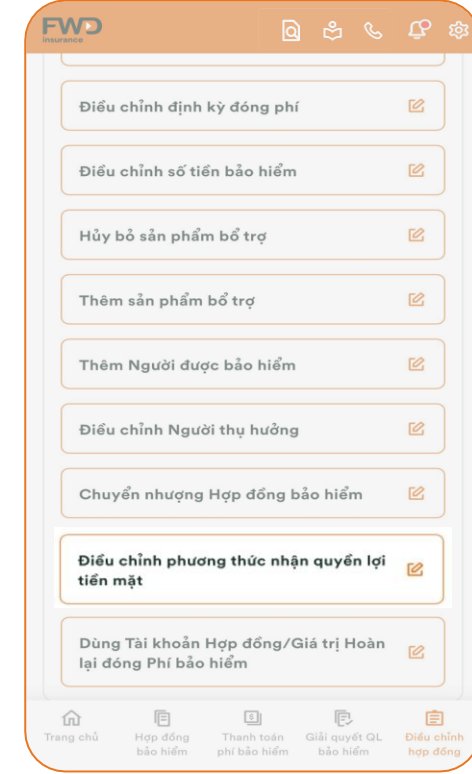 FWD
insurance
Điều chỉnh định kỳ đóng phí
Điều chỉnh số tiền bảo hiểm
Hủy bỏ sản phẩm bổ trợ
Thêm sản phẩm bổ trợ
Thêm Người được bảo hiểm
Điều chỉnh Người thụ hưởng
Chuyển nhượng Hợp đồng bảo hiểm
Điều chỉnh phương thức nhận quyền lợi
tiền mặt
Dùng Tài khoản Hợp đồng/Giá trị Hoàn
lại đóng Phí bảo hiểm
Trang chủ
Hợp đồng
bảo hiểm
Thanh toán
phí bảo hiểm
Giải quyết QL
bảo hiểm
Điều chỉnh
hợp đồng